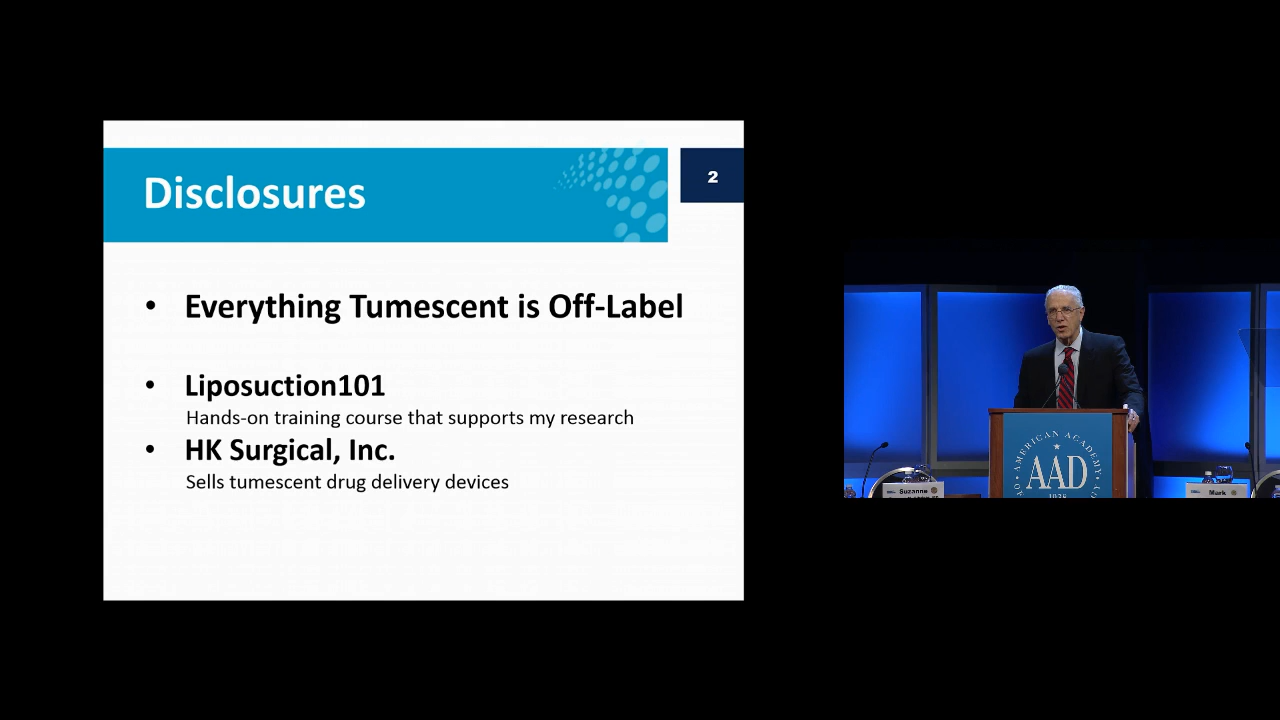 Disclosures
2
• Everything Tumescent is Off-Label
• Liposuction101
Hands-on training course that supports my research
• HK Surgical, Inc.
Sells tumescent drug delivery devices
AMERICAN ACADEMY
AAD
1938
Suzanne
Mark